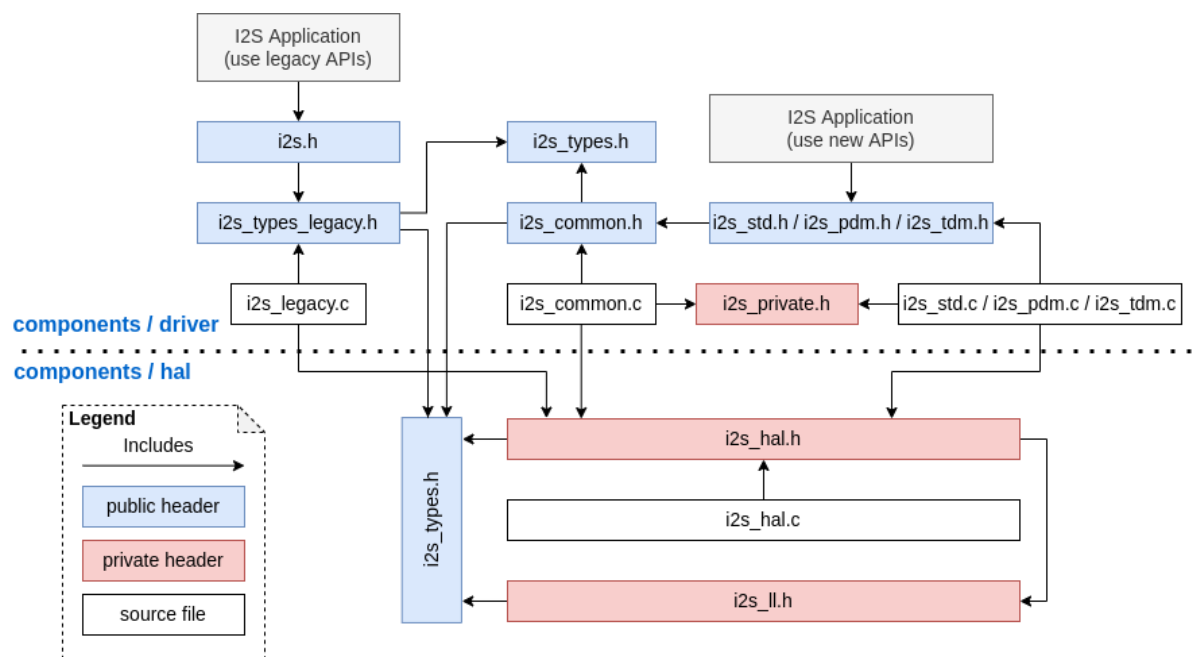 I2S Application
(use legacy APIs)
I2S Application
(use new APIs)
i2s.h
i2s_types.h
i2s_types_legacy.h
i2s_common.h
i2s_std.h / i2s_pdm.h / i2s_tdm.h
i2s_legacy.c
i2s_common.c
i2s_private.h
i2s_std.c / i2s_pdm.c / i2s_tdm.c
components / driver
components / hal
Legend
Includes
public header
private header
source file
i2s_types.h
i2s_hal.h
i2s_hal.c
i2s_ll.h